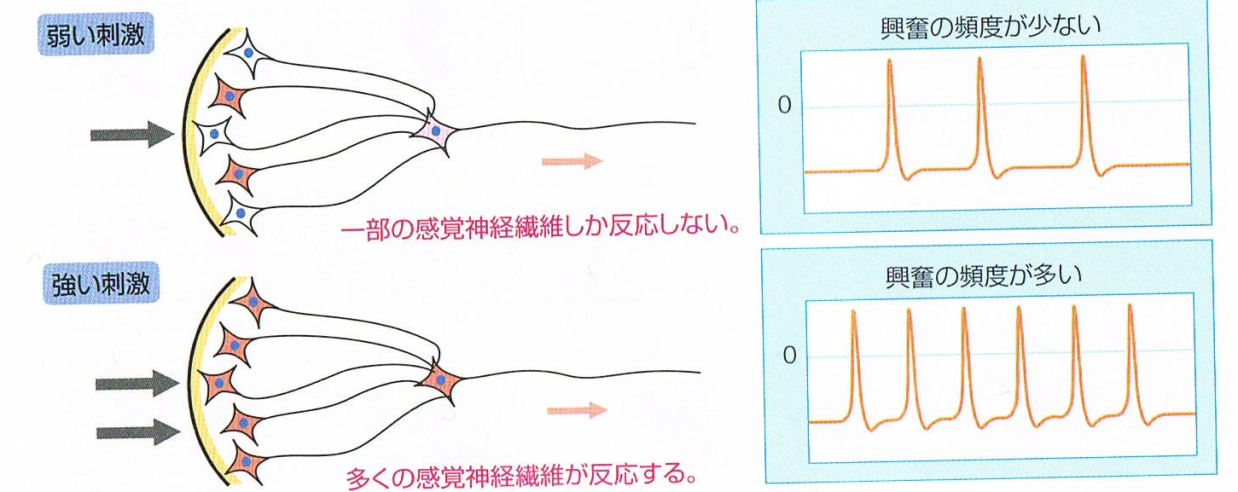 弱い刺激
興奮の頻度が少ない
0
一部の感覚神経繊維しか反応しない。
強い刺激
興奮の頻度が多い
0
多くの感覚神経繊維が反応する。